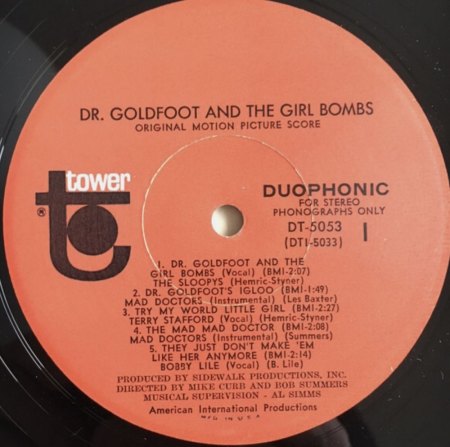 DR. GOLDFOOT AND THE GIRL BOMBS
ORIGINAL MOTION PICTURE SCORE
tower
®
DUOPHONIC
FOR STEREO
PHONOGRAPHS ONLY
DT-5053
(DT1-5033)
1
1. DR. GOLDFOOT AND THE
GIRL BOMBS (Vocal) (BMI-2:07)
THE SLOOPYS (Hemric-Styner)
2. DR. GOLDFOOT'S IGLOO (BMI-1:49)
MAD DOCTORS (Instrumental) (Les Baxter)
3. TRY MY WORLD LITTLE GIRL (BMI-2:27)
TERRY STAFFORD (Vocal) (Hemric-Styner)
4. THE MAD MAD DOCTOR (BMI-2:08)
MAD DOCTORS (Instrumental) (Summers)
5. THEY JUST DON'T MAKE 'EM
LIKE HER ANYMORE (BMI-2:14)
BOBBY LILE (Vocal) (B. Lile)
PRODUCED BY SIDEWALK PRODUCTIONS, INC.
DIRECTED BY MIKE CURB AND BOB SUMMERS
MUSICAL SUPERVISION - AL SIMMS
American International Productions
MFD. IN U.S.A.